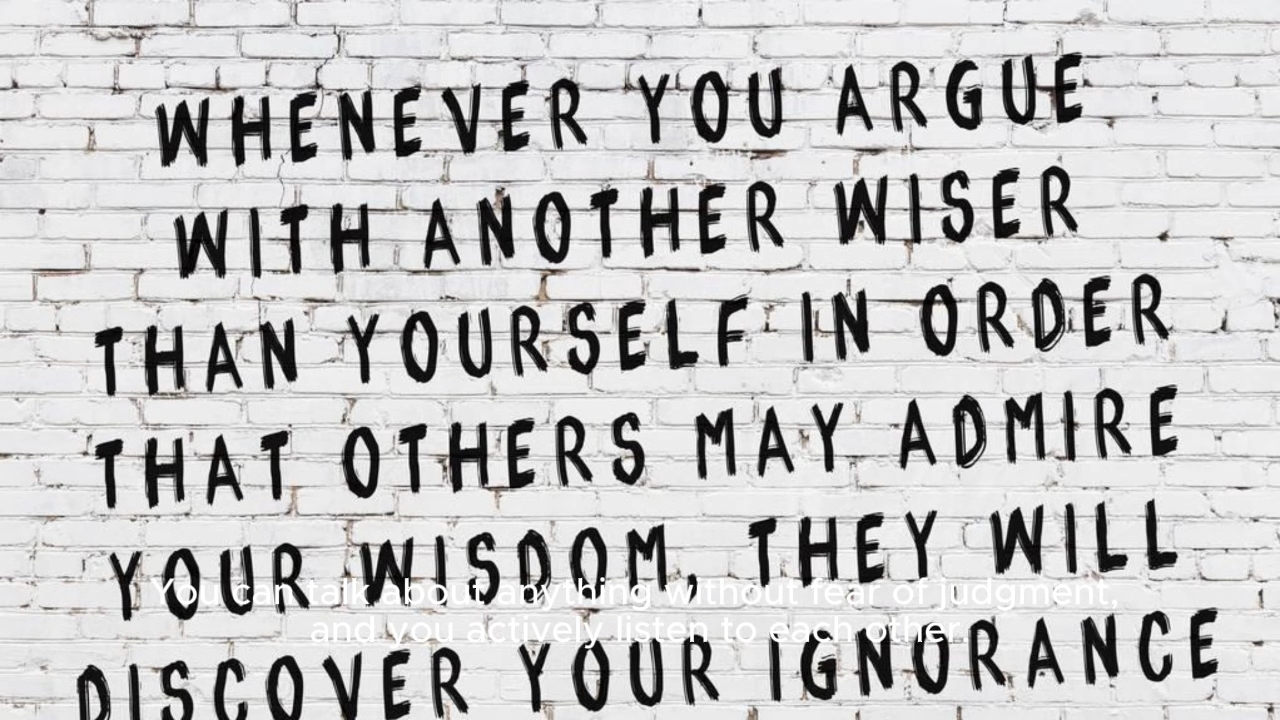 WHENEVER YOU ARGUE
WITH ANOTHER WISER
THAN YOURSELF IN ORDER
THAT OTHERS MAY ADMIRE
YOUR WISDOM, THEY WILL
DISCOVER YOUR IGNORANCE
You can talk about anything without fear of judgment,
and you actively listen to each other.